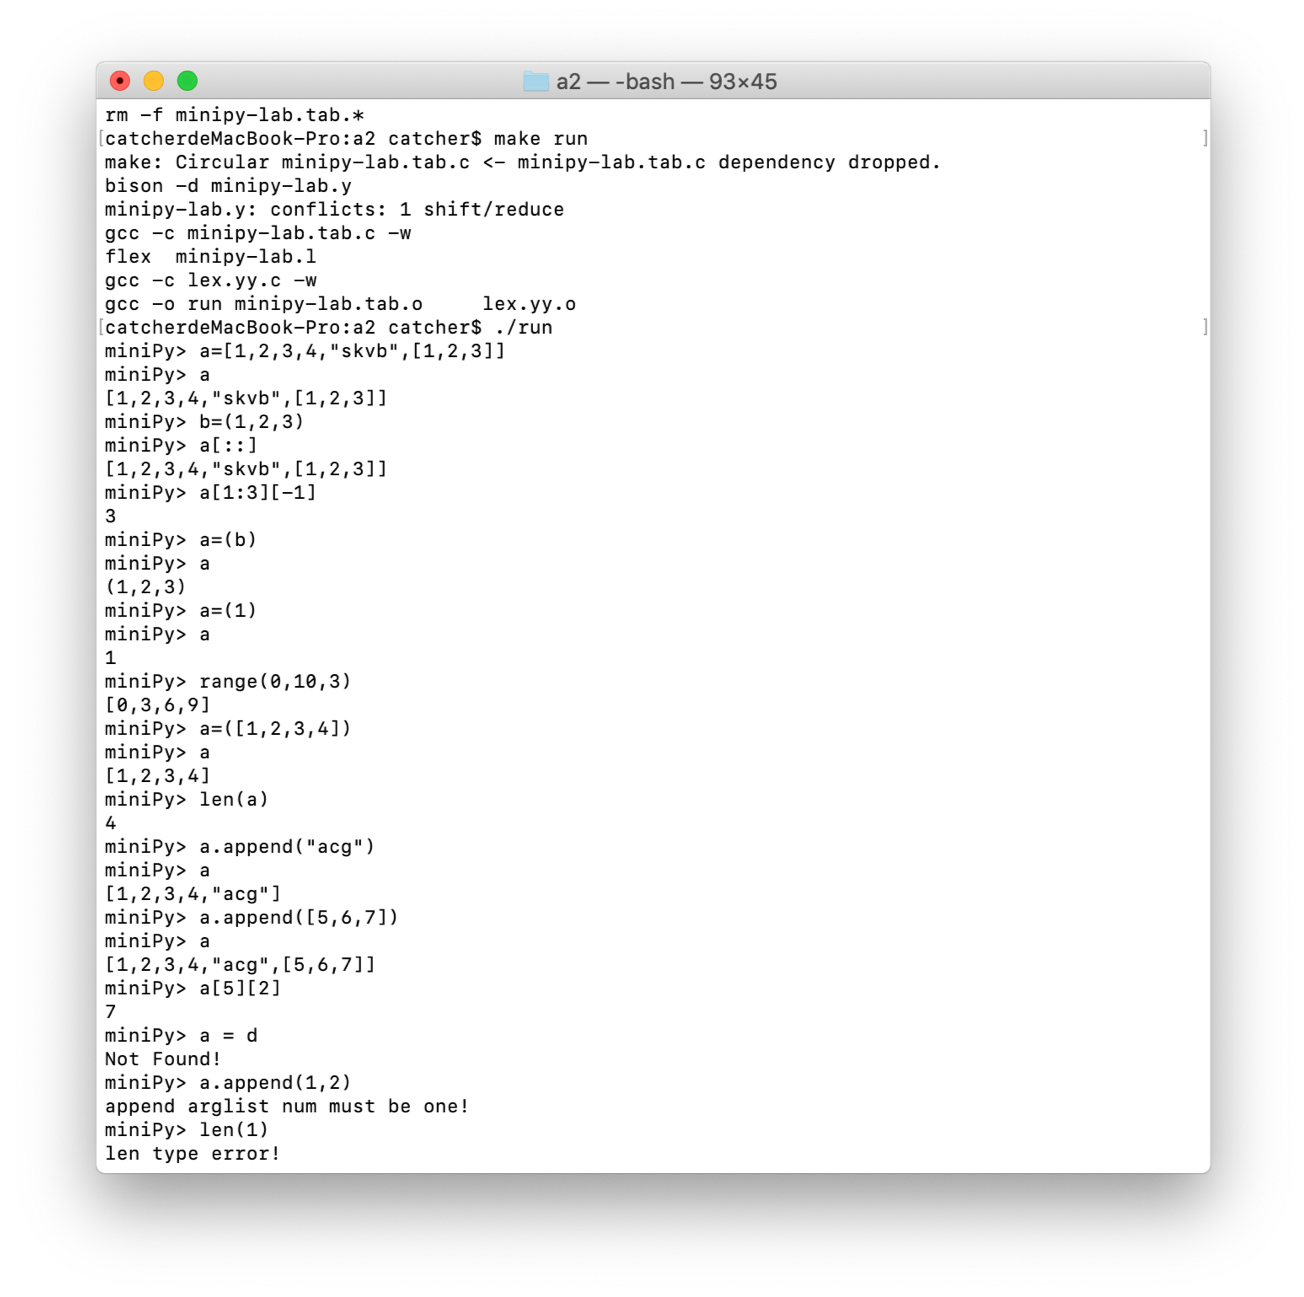 a2 — -bash — 93×45
rm -f minipy-lab.tab.*
[catcherdeMacBook-Pro:a2 catcher$ make run ]
make: Circular minipy-lab.tab.c <- minipy-lab.tab.c dependency dropped.
bison -d minipy-lab.y
minipy-lab.y: conflicts: 1 shift/reduce
gcc -c minipy-lab.tab.c -w
flex  minipy-lab.l
gcc -c lex.yy.c -w
gcc -o run minipy-lab.tab.o     lex.yy.o
[catcherdeMacBook-Pro:a2 catcher$ ./run ]
miniPy> a=[1,2,3,4,"skvb",[1,2,3]]
miniPy> a
[1,2,3,4,"skvb",[1,2,3]]
miniPy> b=(1,2,3)
miniPy> a[::]
[1,2,3,4,"skvb",[1,2,3]]
miniPy> a[1:3][-1]
3
miniPy> a=(b)
miniPy> a
(1,2,3)
miniPy> a=(1)
miniPy> a
1
miniPy> range(0,10,3)
[0,3,6,9]
miniPy> a=([1,2,3,4])
miniPy> a
[1,2,3,4]
miniPy> len(a)
4
miniPy> a.append("acg")
miniPy> a
[1,2,3,4,"acg"]
miniPy> a.append([5,6,7])
miniPy> a
[1,2,3,4,"acg",[5,6,7]]
miniPy> a[5][2]
7
miniPy> a = d
Not Found!
miniPy> a.append(1,2)
append arglist num must be one!
miniPy> len(1)
len type error!